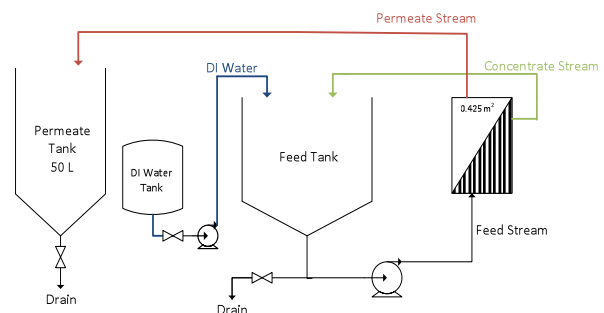 Permeate Stream
DI Water
Concentrate Stream
0.425 m²
Permeate
Tank
50 L
Feed Tank
DI Water
Tank
Feed Stream
Drain
Drain